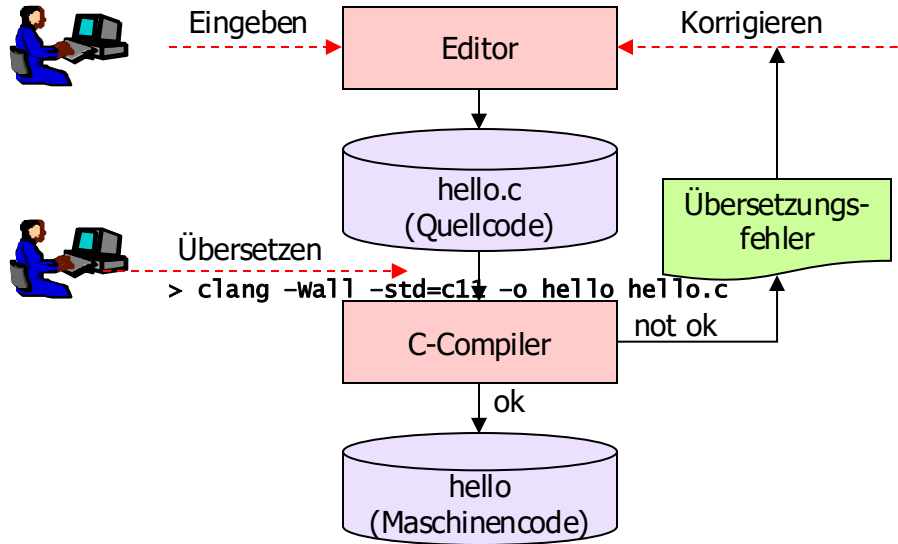 Eingeben
Korrigieren
Editor
hello.c
(Quellcode)
Übersetzungs-
fehler
Übersetzen
> clang –Wall –std=c11 –o hello hello.c
C-Compiler
not ok
ok
hello
(Maschinencode)